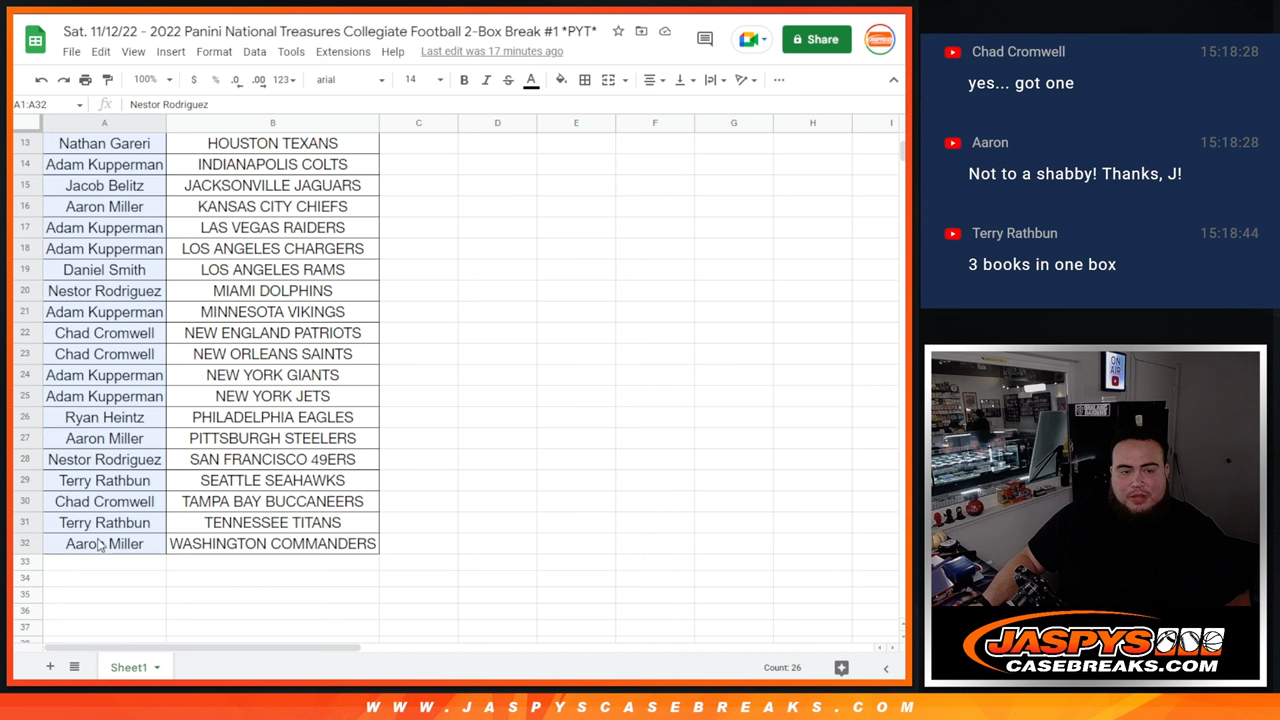 Sat. 11/12/22 - 2022 Panini National Treasures Collegiate Football 2-Box Break #1 *PYT*
File Edit View Insert Format Data Tools Extensions Help Last edit was 17 minutes ago
Share
100% $ % .0 .00 123 arial 14 B I S A
A1:A32 fx Nestor Rodriguez
A B C D E F G H I
13 Nathan Gareri HOUSTON TEXANS
14 Adam Kupperman INDIANAPOLIS COLTS
15 Jacob Belitz JACKSONVILLE JAGUARS
16 Aaron Miller KANSAS CITY CHIEFS
17 Adam Kupperman LAS VEGAS RAIDERS
18 Adam Kupperman LOS ANGELES CHARGERS
19 Daniel Smith LOS ANGELES RAMS
20 Nestor Rodriguez MIAMI DOLPHINS
21 Adam Kupperman MINNESOTA VIKINGS
22 Chad Cromwell NEW ENGLAND PATRIOTS
23 Chad Cromwell NEW ORLEANS SAINTS
24 Adam Kupperman NEW YORK GIANTS
25 Adam Kupperman NEW YORK JETS
26 Ryan Heintz PHILADELPHIA EAGLES
27 Aaron Miller PITTSBURGH STEELERS
28 Nestor Rodriguez SAN FRANCISCO 49ERS
29 Terry Rathbun SEATTLE SEAHAWKS
30 Chad Cromwell TAMPA BAY BUCCANEERS
31 Terry Rathbun TENNESSEE TITANS
32 Aaron Miller WASHINGTON COMMANDERS
33
34
35
36
37
Sheet1
Count: 26
Chad Cromwell 15:18:28
yes... got one
Aaron 15:18:28
Not to a shabby! Thanks, J!
Terry Rathbun 15:18:44
3 books in one box
ON
AIR
JASPYS
CASEBREAKS.COM
WWW.JASPYSCASEBREAKS.COM